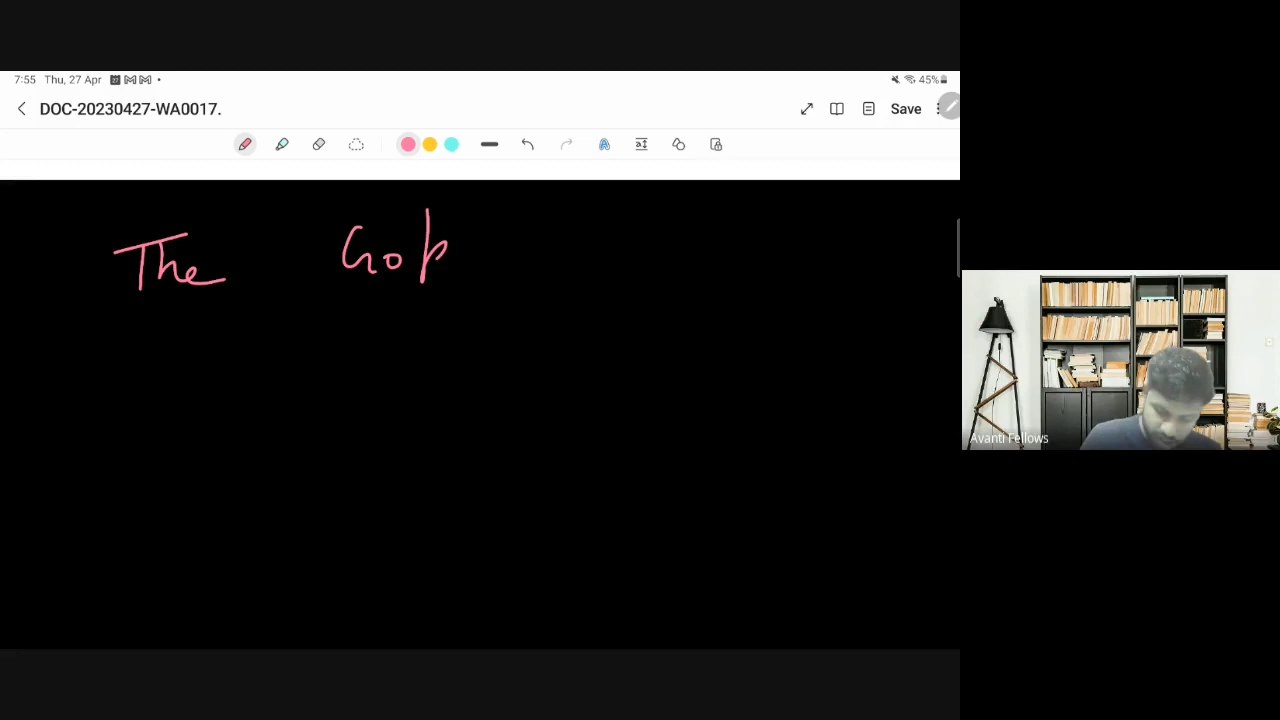 7:55 Thu, 27 Apr
45%
DOC-20230427-WA0017.
Save
The Gop
Avanti Fellows